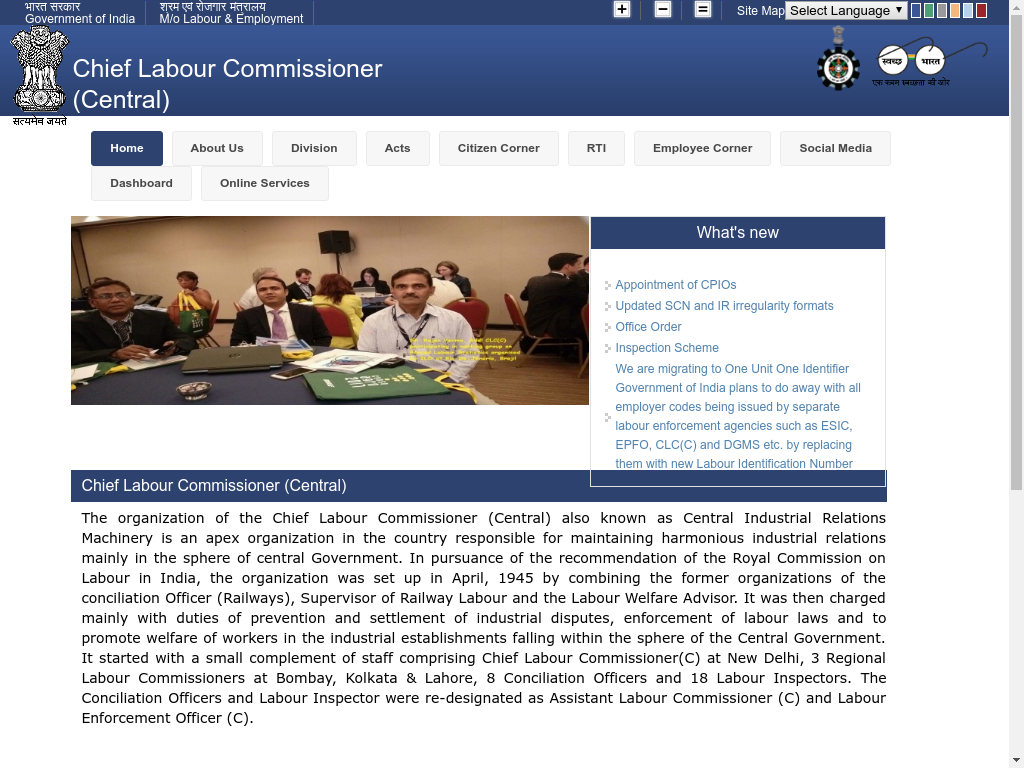 भारत सरकार
Government of India
श्रम एवं रोजगार मंत्रालय
M/o Labour & Employment
+
−
=
Site Map
Select Language
सत्यमेव जयते
Chief Labour Commissioner
(Central)
स्वच्छ भारत
एक कदम स्वच्छता की ओर
Home
About Us
Division
Acts
Citizen Corner
RTI
Employee Corner
Social Media
Dashboard
Online Services
What's new
Appointment of CPIOs
Updated SCN and IR irregularity formats
Office Order
Inspection Scheme
We are migrating to One Unit One Identifier
Government of India plans to do away with all
employer codes being issued by separate
labour enforcement agencies such as ESIC,
EPFO, CLC(C) and DGMS etc. by replacing
them with new Labour Identification Number
Chief Labour Commissioner (Central)
The organization of the Chief Labour Commissioner (Central) also known as Central Industrial Relations
Machinery is an apex organization in the country responsible for maintaining harmonious industrial relations
mainly in the sphere of central Government. In pursuance of the recommendation of the Royal Commission on
Labour in India, the organization was set up in April, 1945 by combining the former organizations of the
conciliation Officer (Railways), Supervisor of Railway Labour and the Labour Welfare Advisor. It was then charged
mainly with duties of prevention and settlement of industrial disputes, enforcement of labour laws and to
promote welfare of workers in the industrial establishments falling within the sphere of the Central Government.
It started with a small complement of staff comprising Chief Labour Commissioner(C) at New Delhi, 3 Regional
Labour Commissioners at Bombay, Kolkata & Lahore, 8 Conciliation Officers and 18 Labour Inspectors. The
Conciliation Officers and Labour Inspector were re-designated as Assistant Labour Commissioner (C) and Labour
Enforcement Officer (C).